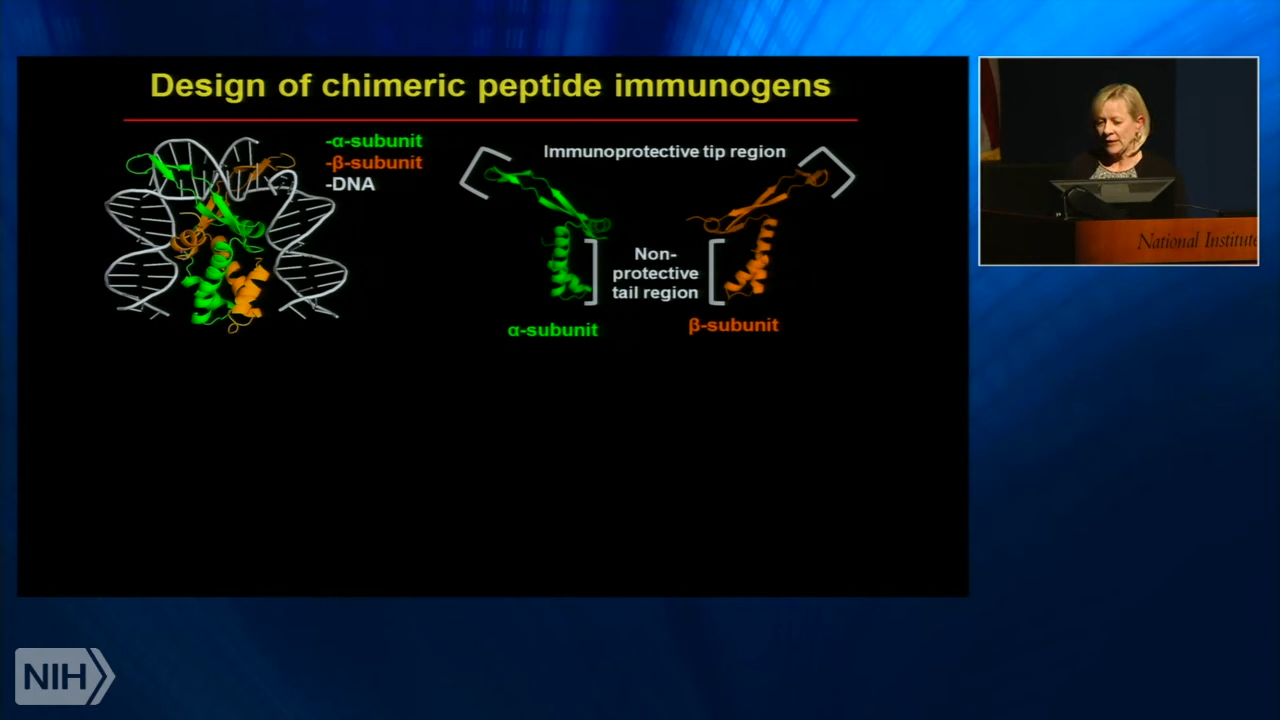 Design of chimeric peptide immunogens
-α-subunit
-β-subunit
-DNA
Immunoprotective tip region
Non-
protective
tail region
α-subunit
β-subunit
National Institute
NIH